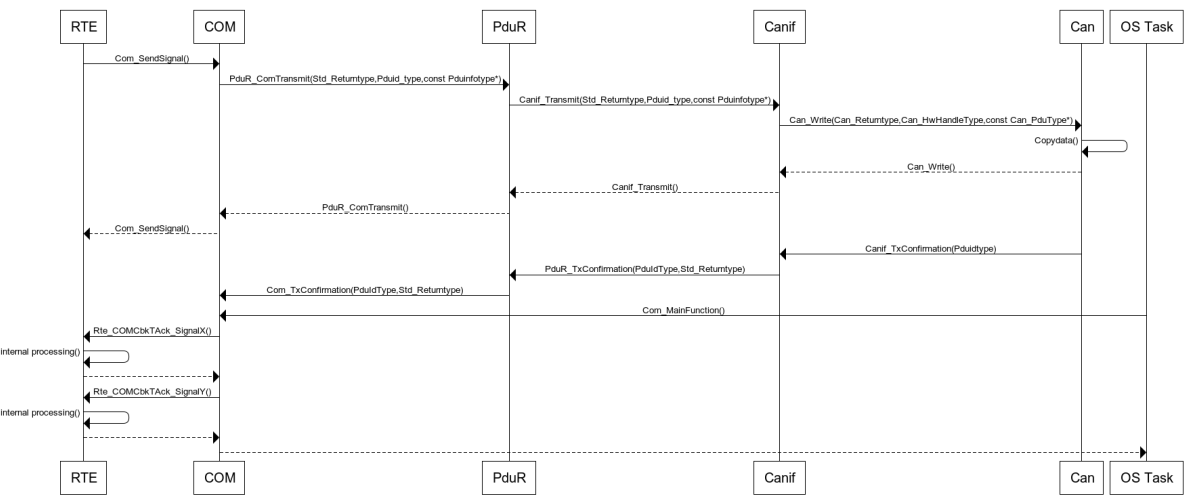 RTE COM PduR Canif Can OS Task
Com_SendSignal()
PduR_ComTransmit(Std_Returntype,Pduid_type,const Pduinfotype*)
Canif_Transmit(Std_Returntype,Pduid_type,const Pduinfotype*)
Can_Write(Can_Returntype,Can_HwHandleType,const Can_PduType*)
Copydata()
Can_Write()
Canif_Transmit()
PduR_ComTransmit()
Com_SendSignal()
Canif_TxConfirmation(Pduidtype)
PduR_TxConfirmation(PduIdType,Std_Returntype)
Com_TxConfirmation(PduIdType,Std_Returntype)
Com_MainFunction()
Rte_COMCbkTAck_SignalX()
internal processing()
Rte_COMCbkTAck_SignalY()
internal processing()
RTE COM PduR Canif Can OS Task